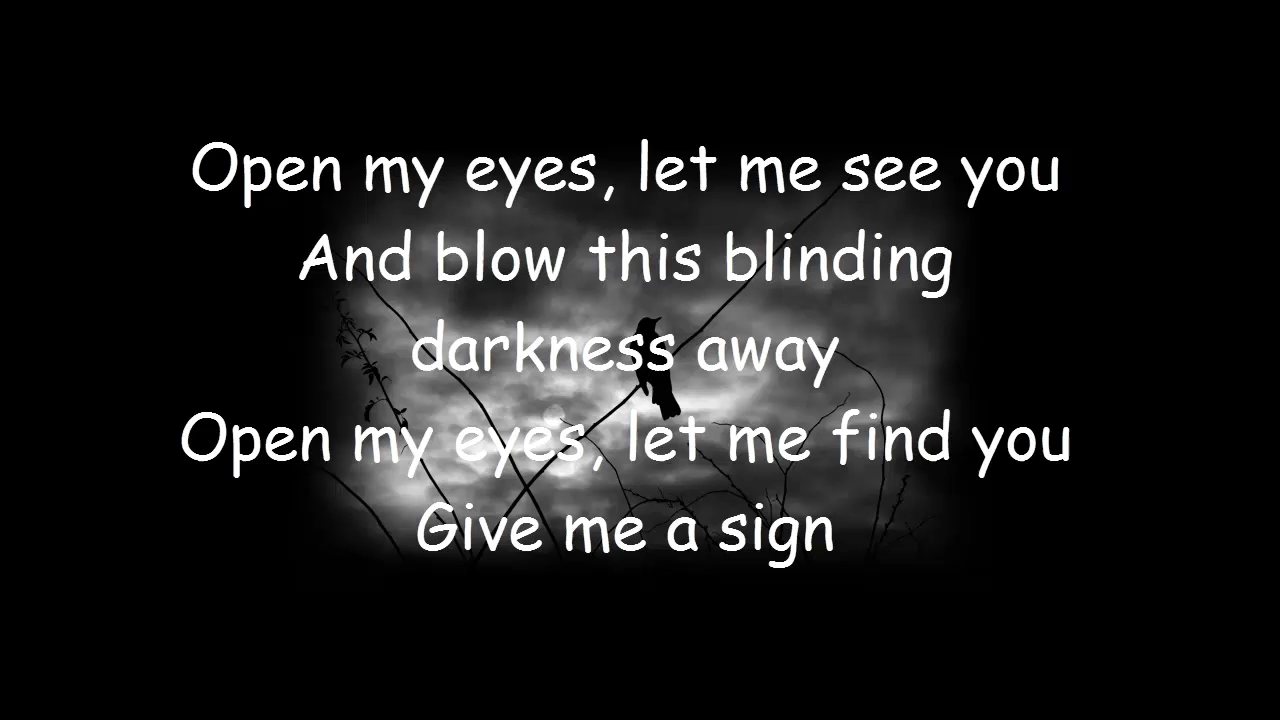 Open my eyes, let me see you
And blow this blinding
darkness away
Open my eyes, let me find you
Give me a sign